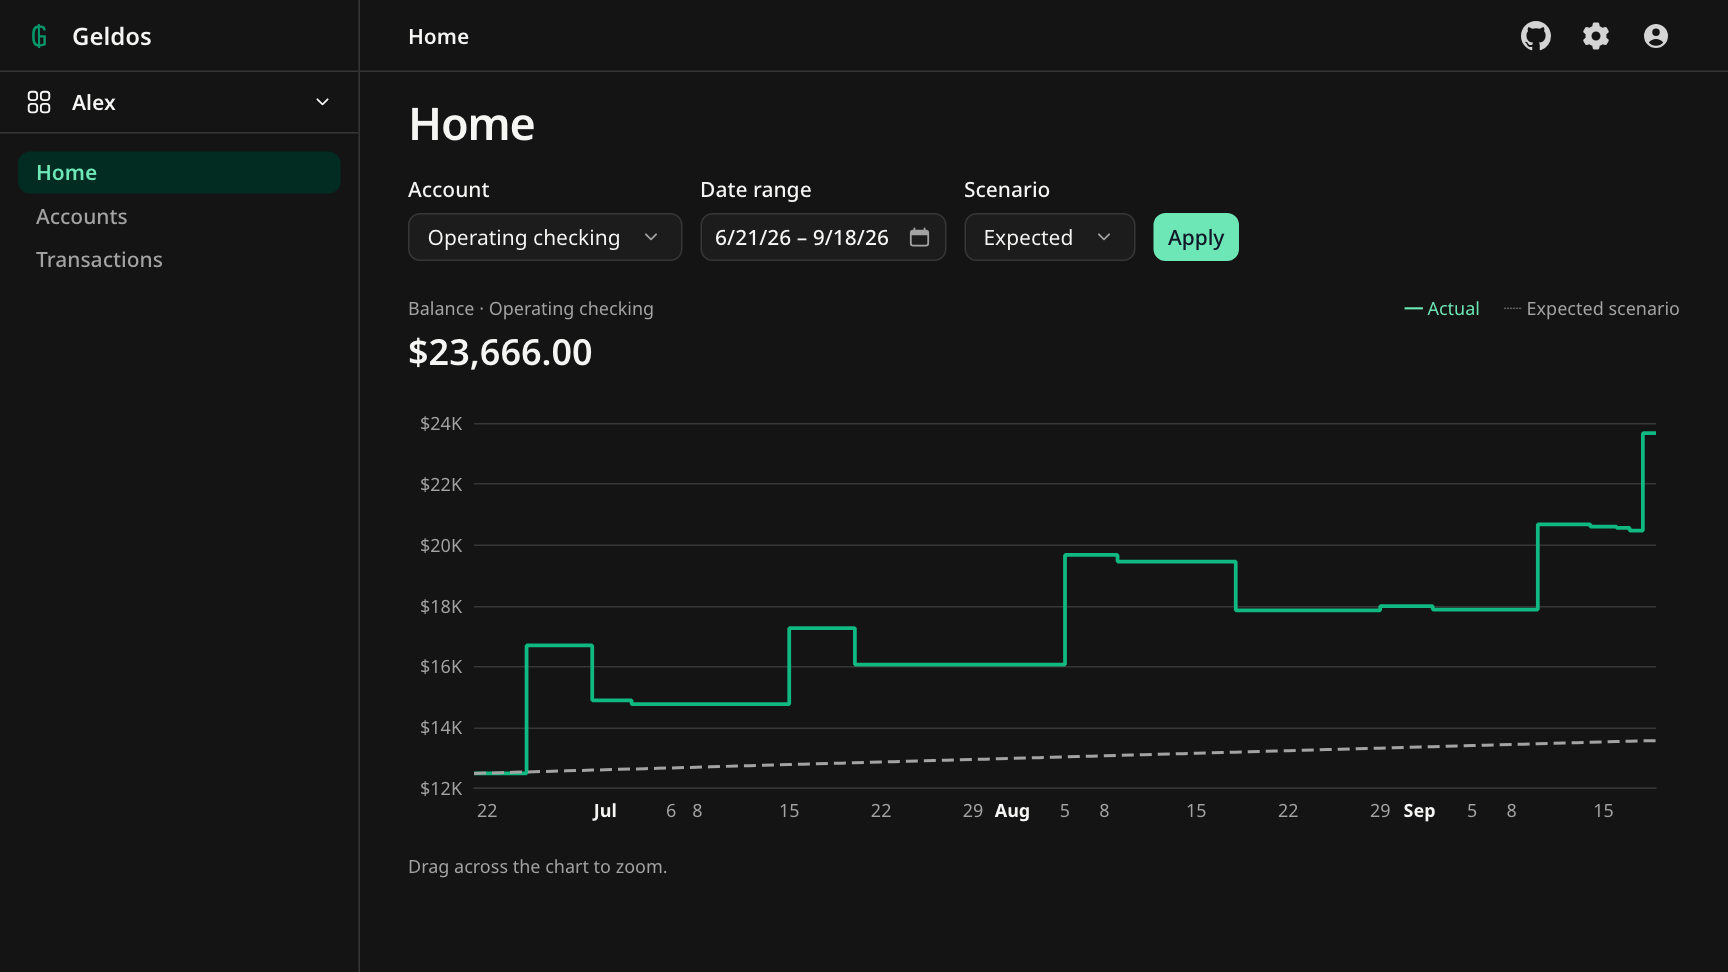 Geldos
Home
Alex
Home
Accounts
Transactions
Home
Account
Date range
Scenario
Operating checking
6/21/26 – 9/18/26
Expected
Apply
Balance · Operating checking
Actual
Expected scenario
$23,666.00
$24K
$22K
$20K
$18K
$16K
$14K
$12K
22 Jul 6 8 15 22 29 Aug 5 8 15 22 29 Sep 5 8 15
Drag across the chart to zoom.